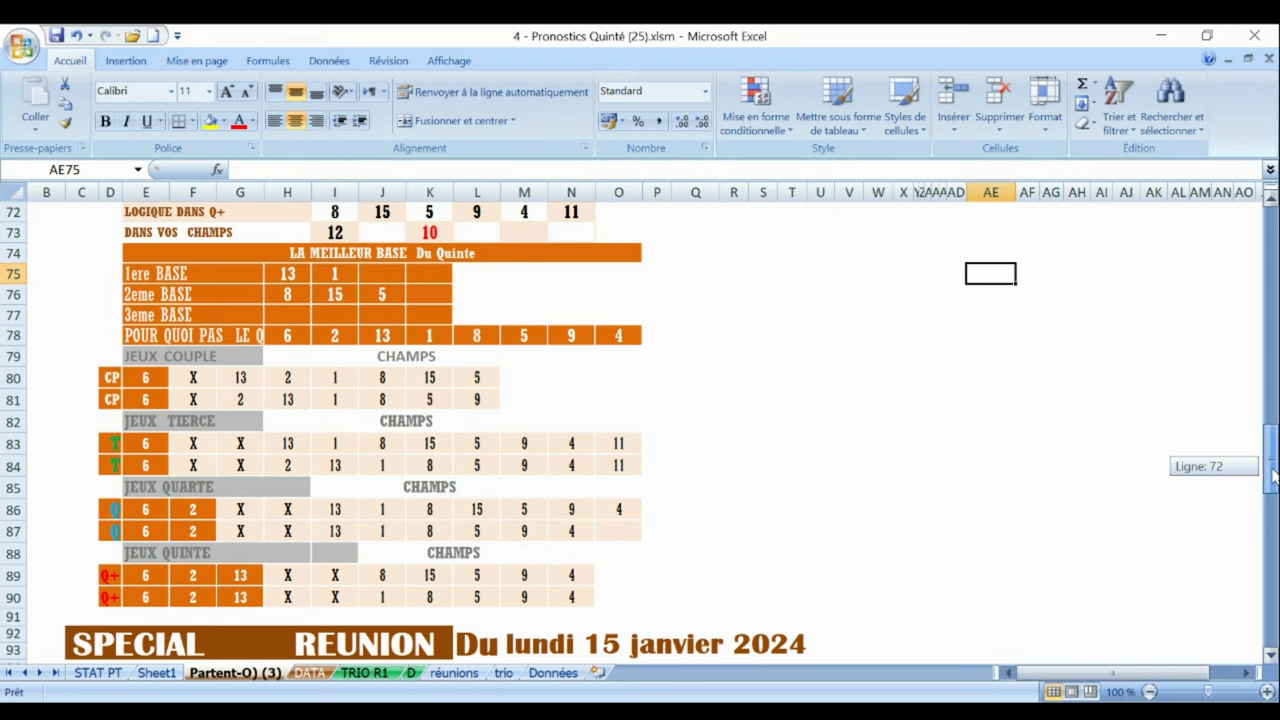 4 - Pronostics Quinté (25).xlsm - Microsoft Excel
Accueil Insertion Mise en page Formules Données Révision Affichage
Coller Calibri 11 Renvoyer à la ligne automatiquement Standard Mise en forme conditionnelle Mettre sous forme de tableau Styles de cellules Insérer Supprimer Format Trier et filtrer Rechercher et sélectionner
B I U A Fusionner et centrer % ,
Presse-papiers Police Alignement Nombre Style Cellules Édition
AE75 fx
B C D E F G H I J K L M N O P Q R S T U V W X AD AE AF AG AH AI AJ AK AL AM AN AO
72 LOGIQUE DANS Q+ 8 15 5 9 4 11
73 DANS VOS CHAMPS 12 10
74 LA MEILLEUR BASE Du Quinte
75 1ere BASE 13 1
76 2eme BASE 8 15 5
77 3eme BASE
78 POUR QUOI PAS LE Q 6 2 13 1 8 5 9 4
79 JEUX COUPLE CHAMPS
80 CP 6 X 13 2 1 8 15 5
81 CP 6 X 2 13 1 8 5 9
82 JEUX TIERCE CHAMPS
83 T 6 X X 13 1 8 15 5 9 4 11
84 T 6 X X 2 13 1 8 5 9 4 11
Ligne: 72
85 JEUX QUARTE CHAMPS
86 Q 6 2 X X 13 1 8 15 5 9 4
87 Q 6 2 X X 13 1 8 5 9 4
88 JEUX QUINTE CHAMPS
89 Q+ 6 2 13 X X 8 15 5 9 4
90 Q+ 6 2 13 X X 1 8 5 9 4
91
92
93 SPECIAL REUNION Du lundi 15 janvier 2024
STAT PT Sheet1 Partent-O) (3) DATA TRIO R1 D réunions trio Données
Prêt 100 %